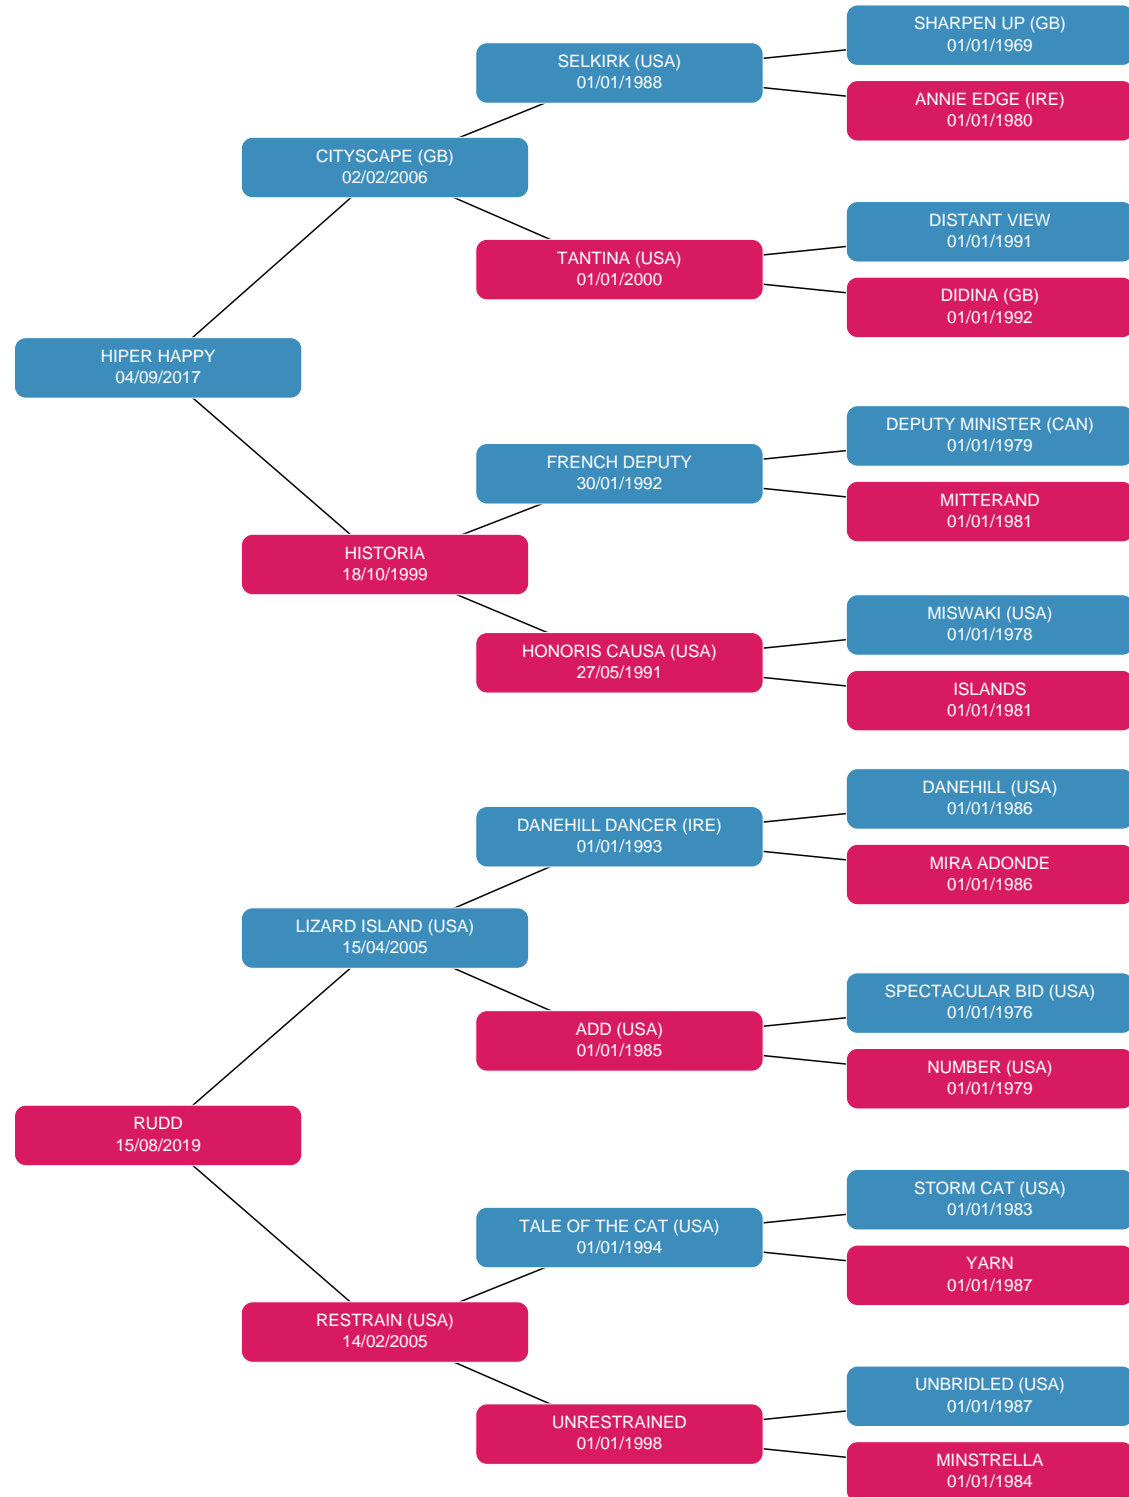 SHARPEN UP (GB)
01/01/1969
SELKIRK (USA)
01/01/1988
ANNIE EDGE (IRE)
01/01/1980
CITYSCAPE (GB)
02/02/2006
DISTANT VIEW
01/01/1991
TANTINA (USA)
01/01/2000
DIDINA (GB)
01/01/1992
HIPER HAPPY
04/09/2017
DEPUTY MINISTER (CAN)
01/01/1979
FRENCH DEPUTY
30/01/1992
MITTERAND
01/01/1981
HISTORIA
18/10/1999
MISWAKI (USA)
01/01/1978
HONORIS CAUSA (USA)
27/05/1991
ISLANDS
01/01/1981
DANEHILL (USA)
01/01/1986
DANEHILL DANCER (IRE)
01/01/1993
MIRA ADONDE
01/01/1986
LIZARD ISLAND (USA)
15/04/2005
SPECTACULAR BID (USA)
01/01/1976
ADD (USA)
01/01/1985
NUMBER (USA)
01/01/1979
RUDD
15/08/2019
STORM CAT (USA)
01/01/1983
TALE OF THE CAT (USA)
01/01/1994
YARN
01/01/1987
RESTRAIN (USA)
14/02/2005
UNBRIDLED (USA)
01/01/1987
UNRESTRAINED
01/01/1998
MINSTRELLA
01/01/1984